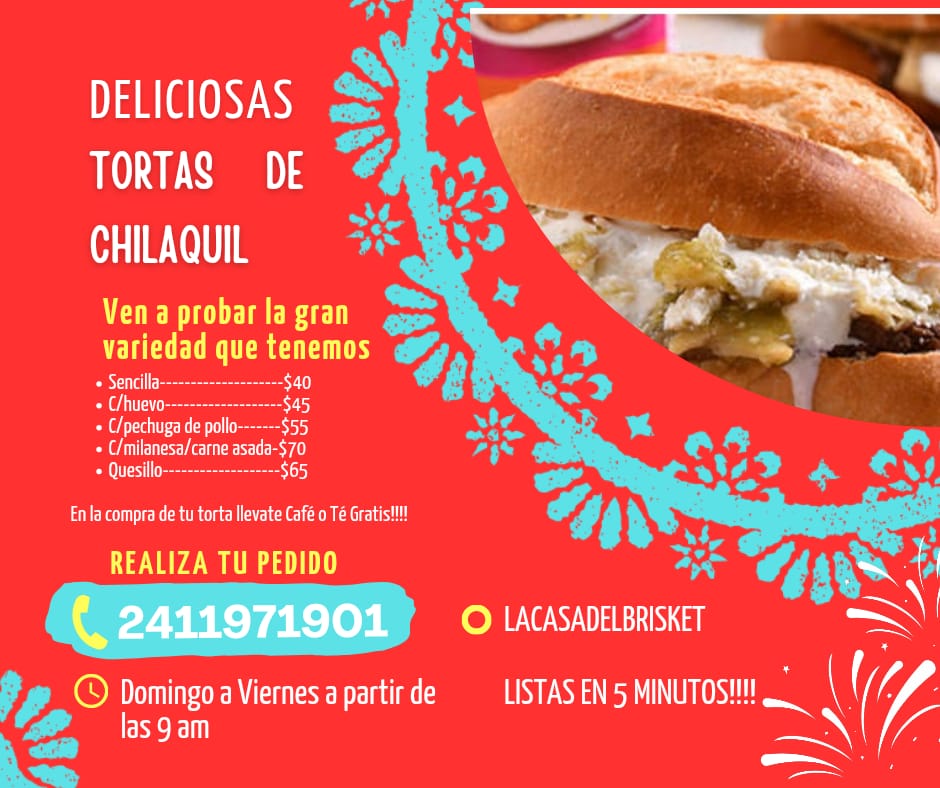 DELICIOSAS
TORTAS DE
CHILAQUIL
Ven a probar la gran
variedad que tenemos
• Sencilla--------------------$40
• C/huevo-------------------$45
• C/pechuga de pollo-------$55
• C/milanesa/carne asada-$70
• Quesillo-------------------$65
En la compra de tu torta llevate Café o Té Gratis!!!!
REALIZA TU PEDIDO
2411971901
LACASADELBRISKET
Domingo a Viernes a partir de
las 9 am
LISTAS EN 5 MINUTOS!!!!